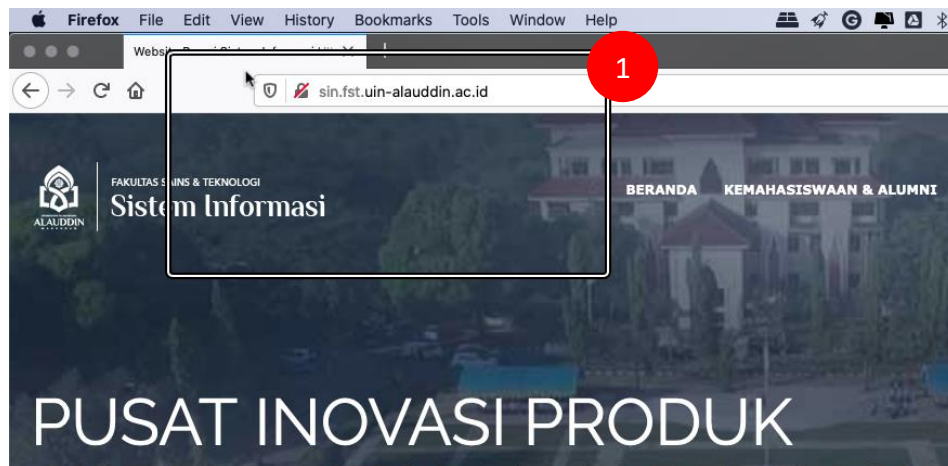 Firefox File Edit View History Bookmarks Tools Window Help
1
sin.fst.uin-alauddin.ac.id
FAKULTAS SAINS & TEKNOLOGI
Sistem Informasi
ALAUDDIN
BERANDA KEMAHASISWAAN & ALUMNI
PUSAT INOVASI PRODUK